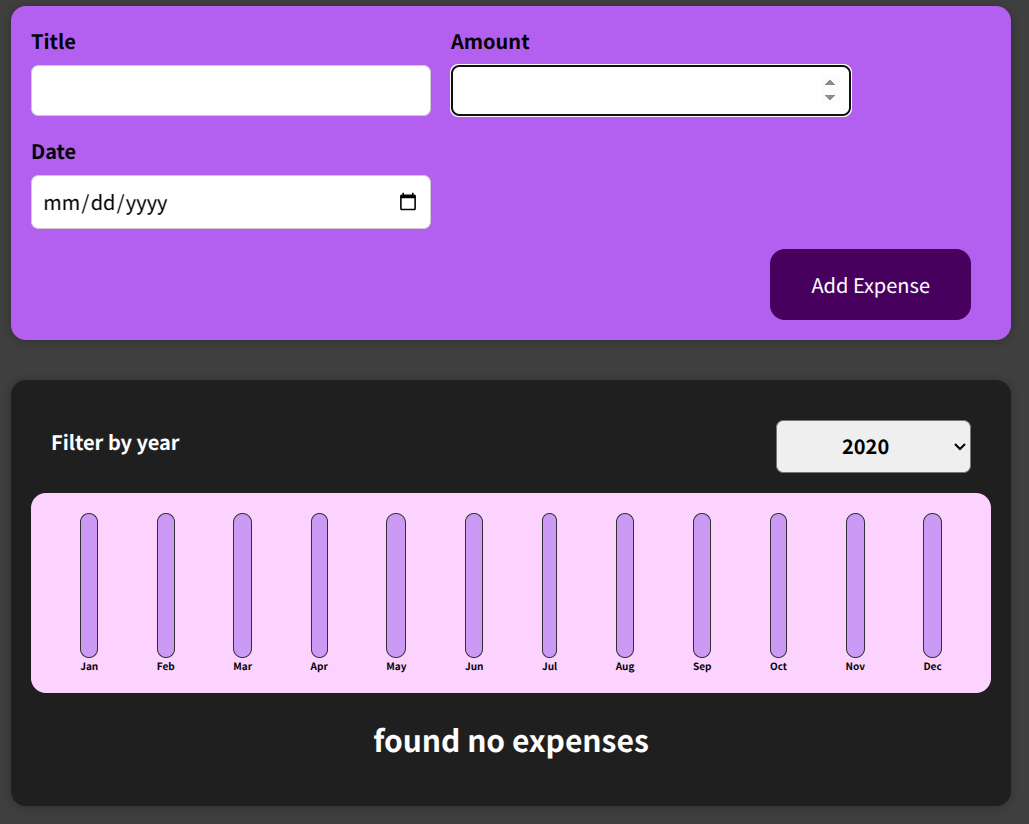 Title
Amount
Date
mm/dd/yyyy
Add Expense
Filter by year
2020
Jan Feb Mar Apr May Jun Jul Aug Sep Oct Nov Dec
found no expenses